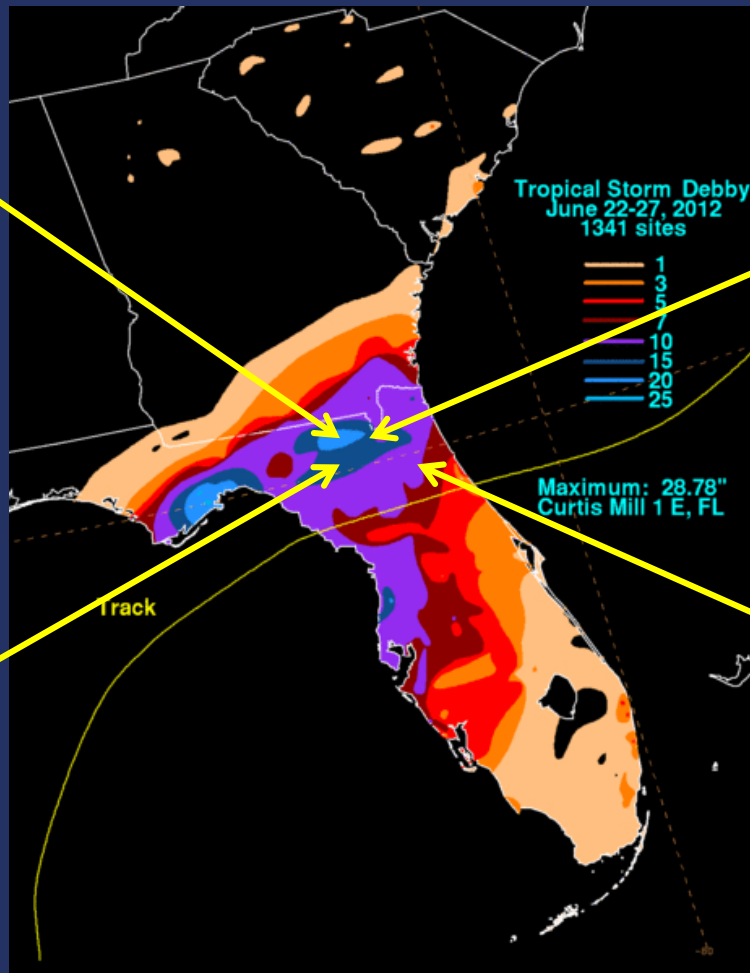 Tropical Storm Debby
June 22-27, 2012
1341 sites
1
3
5
7
10
15
20
25
Maximum: 28.78"
Curtis Mill 1 E, FL
Track
-80